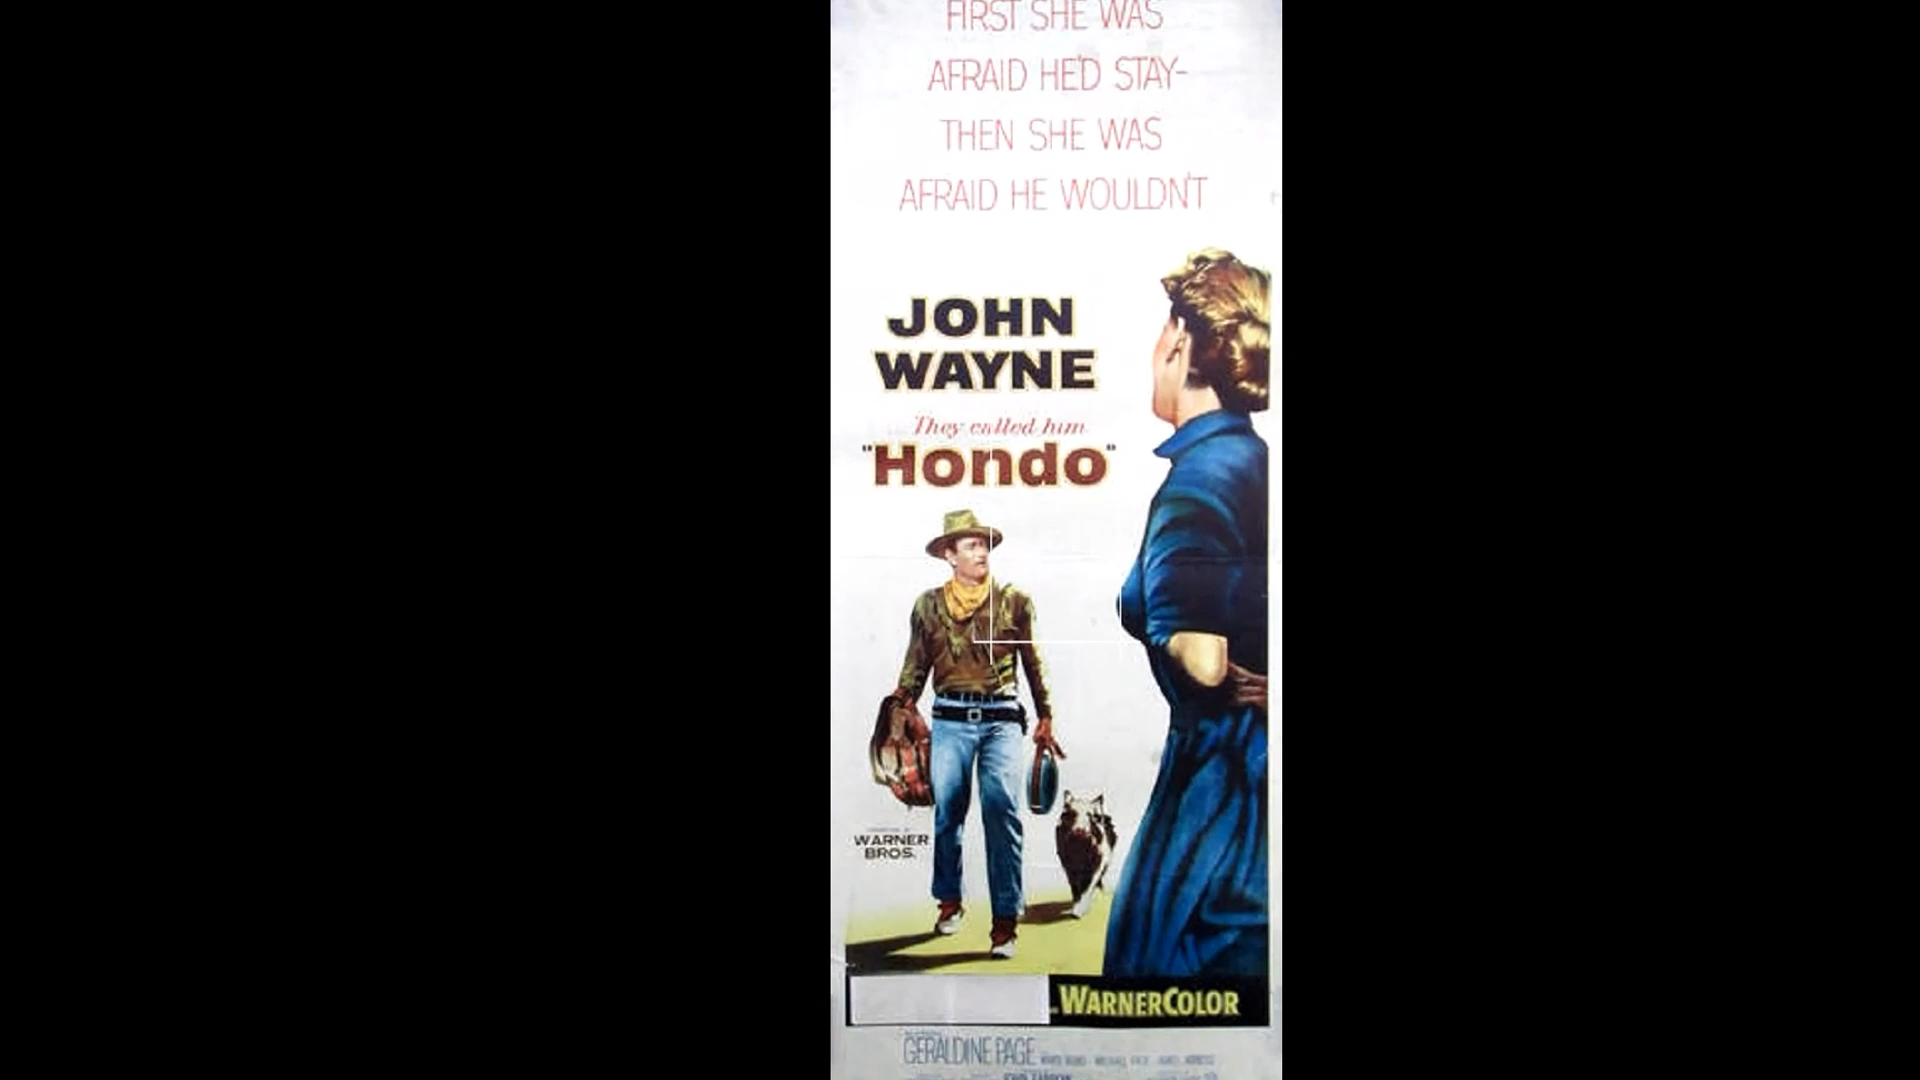 FIRST SHE WAS
AFRAID HE'D STAY-
THEN SHE WAS
AFRAID HE WOULDN'T
JOHN
WAYNE
They called him
"Hondo"
WARNER
BROS.
WARNERCOLOR
GERALDINE PAGE